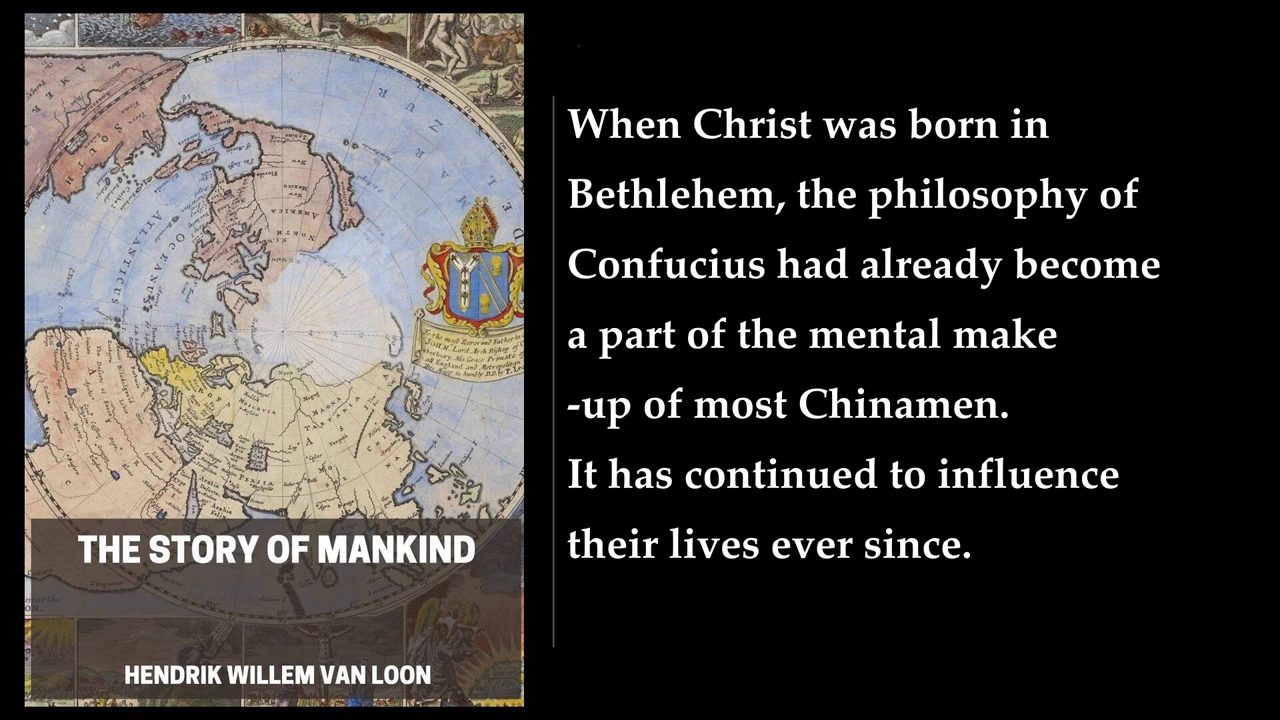 When Christ was born in
Bethlehem, the philosophy of
Confucius had already become
a part of the mental make
-up of most Chinamen.
It has continued to influence
their lives ever since.
THE STORY OF MANKIND
HENDRIK WILLEM VAN LOON